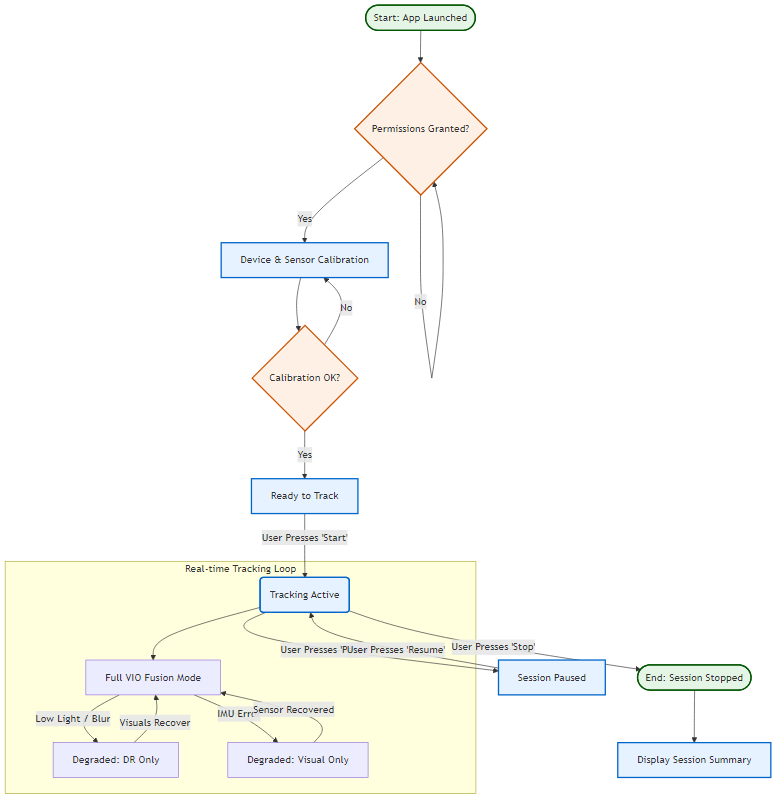 Start: App Launched
Permissions Granted?
Yes
Device & Sensor Calibration
No
No
Calibration OK?
Yes
Ready to Track
User Presses 'Start'
Real-time Tracking Loop
Tracking Active
User Presses 'P
User Presses 'Resume'
User Presses 'Stop'
Full VIO Fusion Mode
Session Paused
End: Session Stopped
Low Light / Blur
Visuals Recover
IMU Erro
Sensor Recovered
Degraded: DR Only
Degraded: Visual Only
Display Session Summary